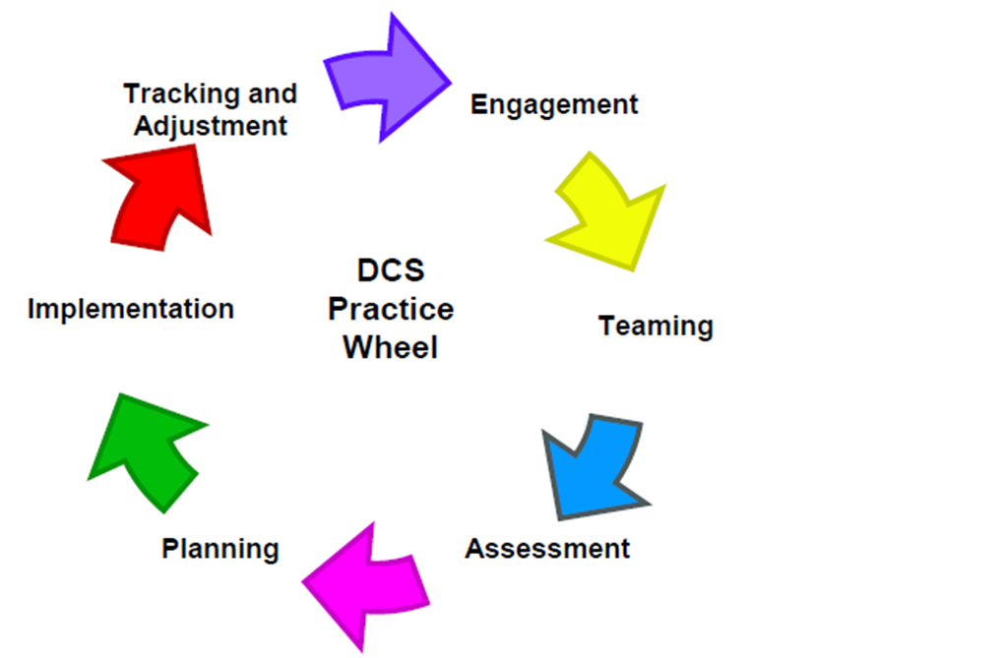 Tracking and
Adjustment
Engagement
DCS
Practice
Wheel
Implementation
Teaming
Planning
Assessment